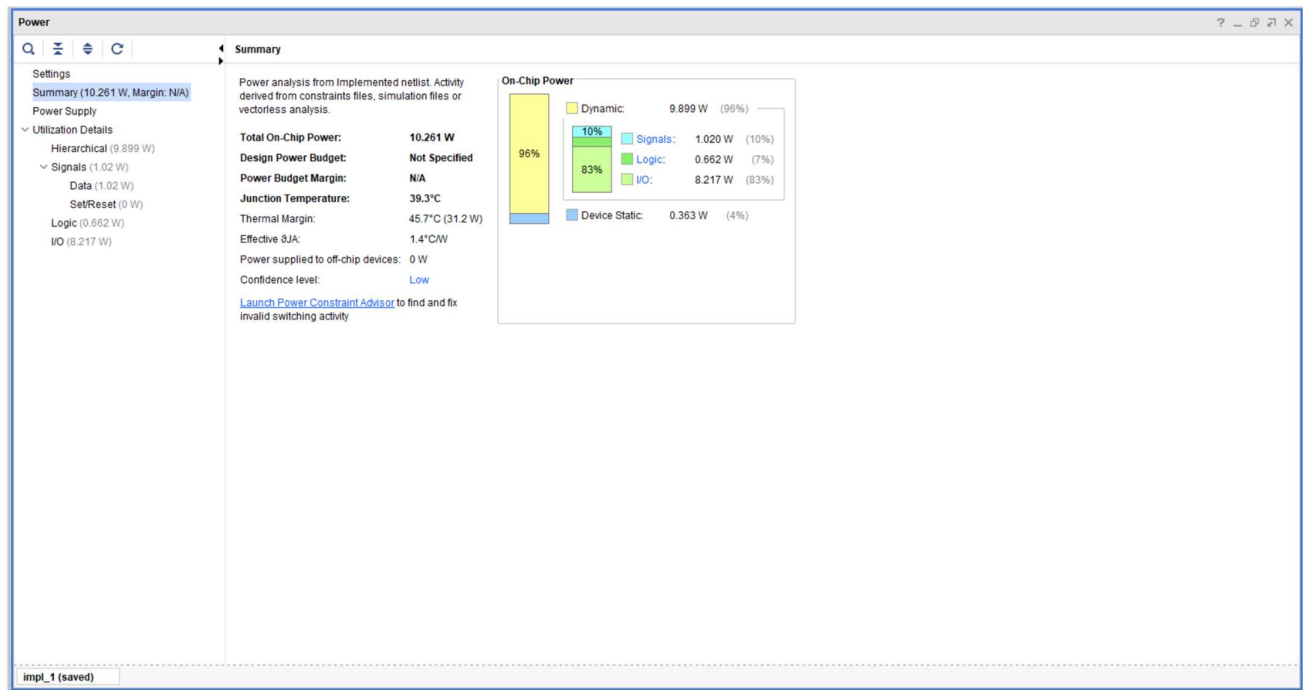 Power
? _ ×
Summary
Settings
Summary (10.261 W, Margin: N/A)
Power Supply
Utilization Details
Hierarchical (9.899 W)
Signals (1.02 W)
Data (1.02 W)
Set/Reset (0 W)
Logic (0.662 W)
I/O (8.217 W)
Power analysis from Implemented netlist. Activity
derived from constraints files, simulation files or
vectorless analysis.
Total On-Chip Power: 10.261 W
Design Power Budget: Not Specified
Power Budget Margin: N/A
Junction Temperature: 39.3°C
Thermal Margin: 45.7°C (31.2 W)
Effective ϑJA: 1.4°C/W
Power supplied to off-chip devices: 0 W
Confidence level: Low
Launch Power Constraint Advisor to find and fix
invalid switching activity
On-Chip Power
96%
Dynamic: 9.899 W (96%)
10%
83%
Signals: 1.020 W (10%)
Logic: 0.662 W (7%)
I/O: 8.217 W (83%)
Device Static: 0.363 W (4%)
impl_1 (saved)